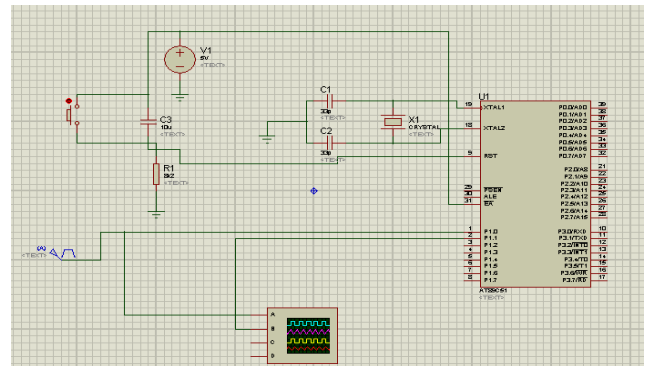 V1
5V
<TEXT>
C3
10u
<TEXT>
R1
8k2
<TEXT>
C1
33p
<TEXT>
C2
33p
<TEXT>
X1
CRYSTAL
<TEXT>
U1
19 XTAL1
18 XTAL2
9 RST
29 PSEN
30 ALE
31 EA
1 P1.0
2 P1.1
3 P1.2
4 P1.3
5 P1.4
6 P1.5
7 P1.6
8 P1.7
P0.0/AD0 39
P0.1/AD1 38
P0.2/AD2 37
P0.3/AD3 36
P0.4/AD4 35
P0.5/AD5 34
P0.6/AD6 33
P0.7/AD7 32
P2.0/A8 21
P2.1/A9 22
P2.2/A10 23
P2.3/A11 24
P2.4/A12 25
P2.5/A13 26
P2.6/A14 27
P2.7/A15 28
P3.0/RXD 10
P3.1/TXD 11
P3.2/INT0 12
P3.3/INT1 13
P3.4/T0 14
P3.5/T1 15
P3.6/WR 16
P3.7/RD 17
AT89C51
<TEXT>
(A)
<TEXT>
A
B
C
D